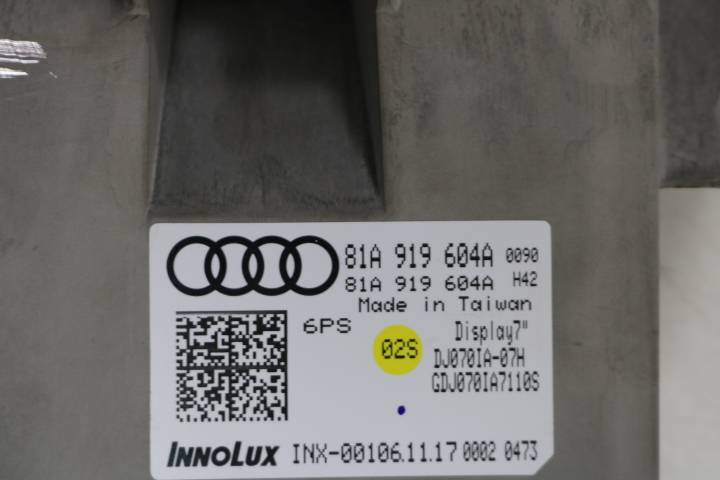 81A 919 604A 0090
81A 919 604A H42
Made in Taiwan
6PS
02S
Display7"
DJ070IA-07H
GDJ070IA7110S
INNOLUX INX-00106.11.17 0002 0473